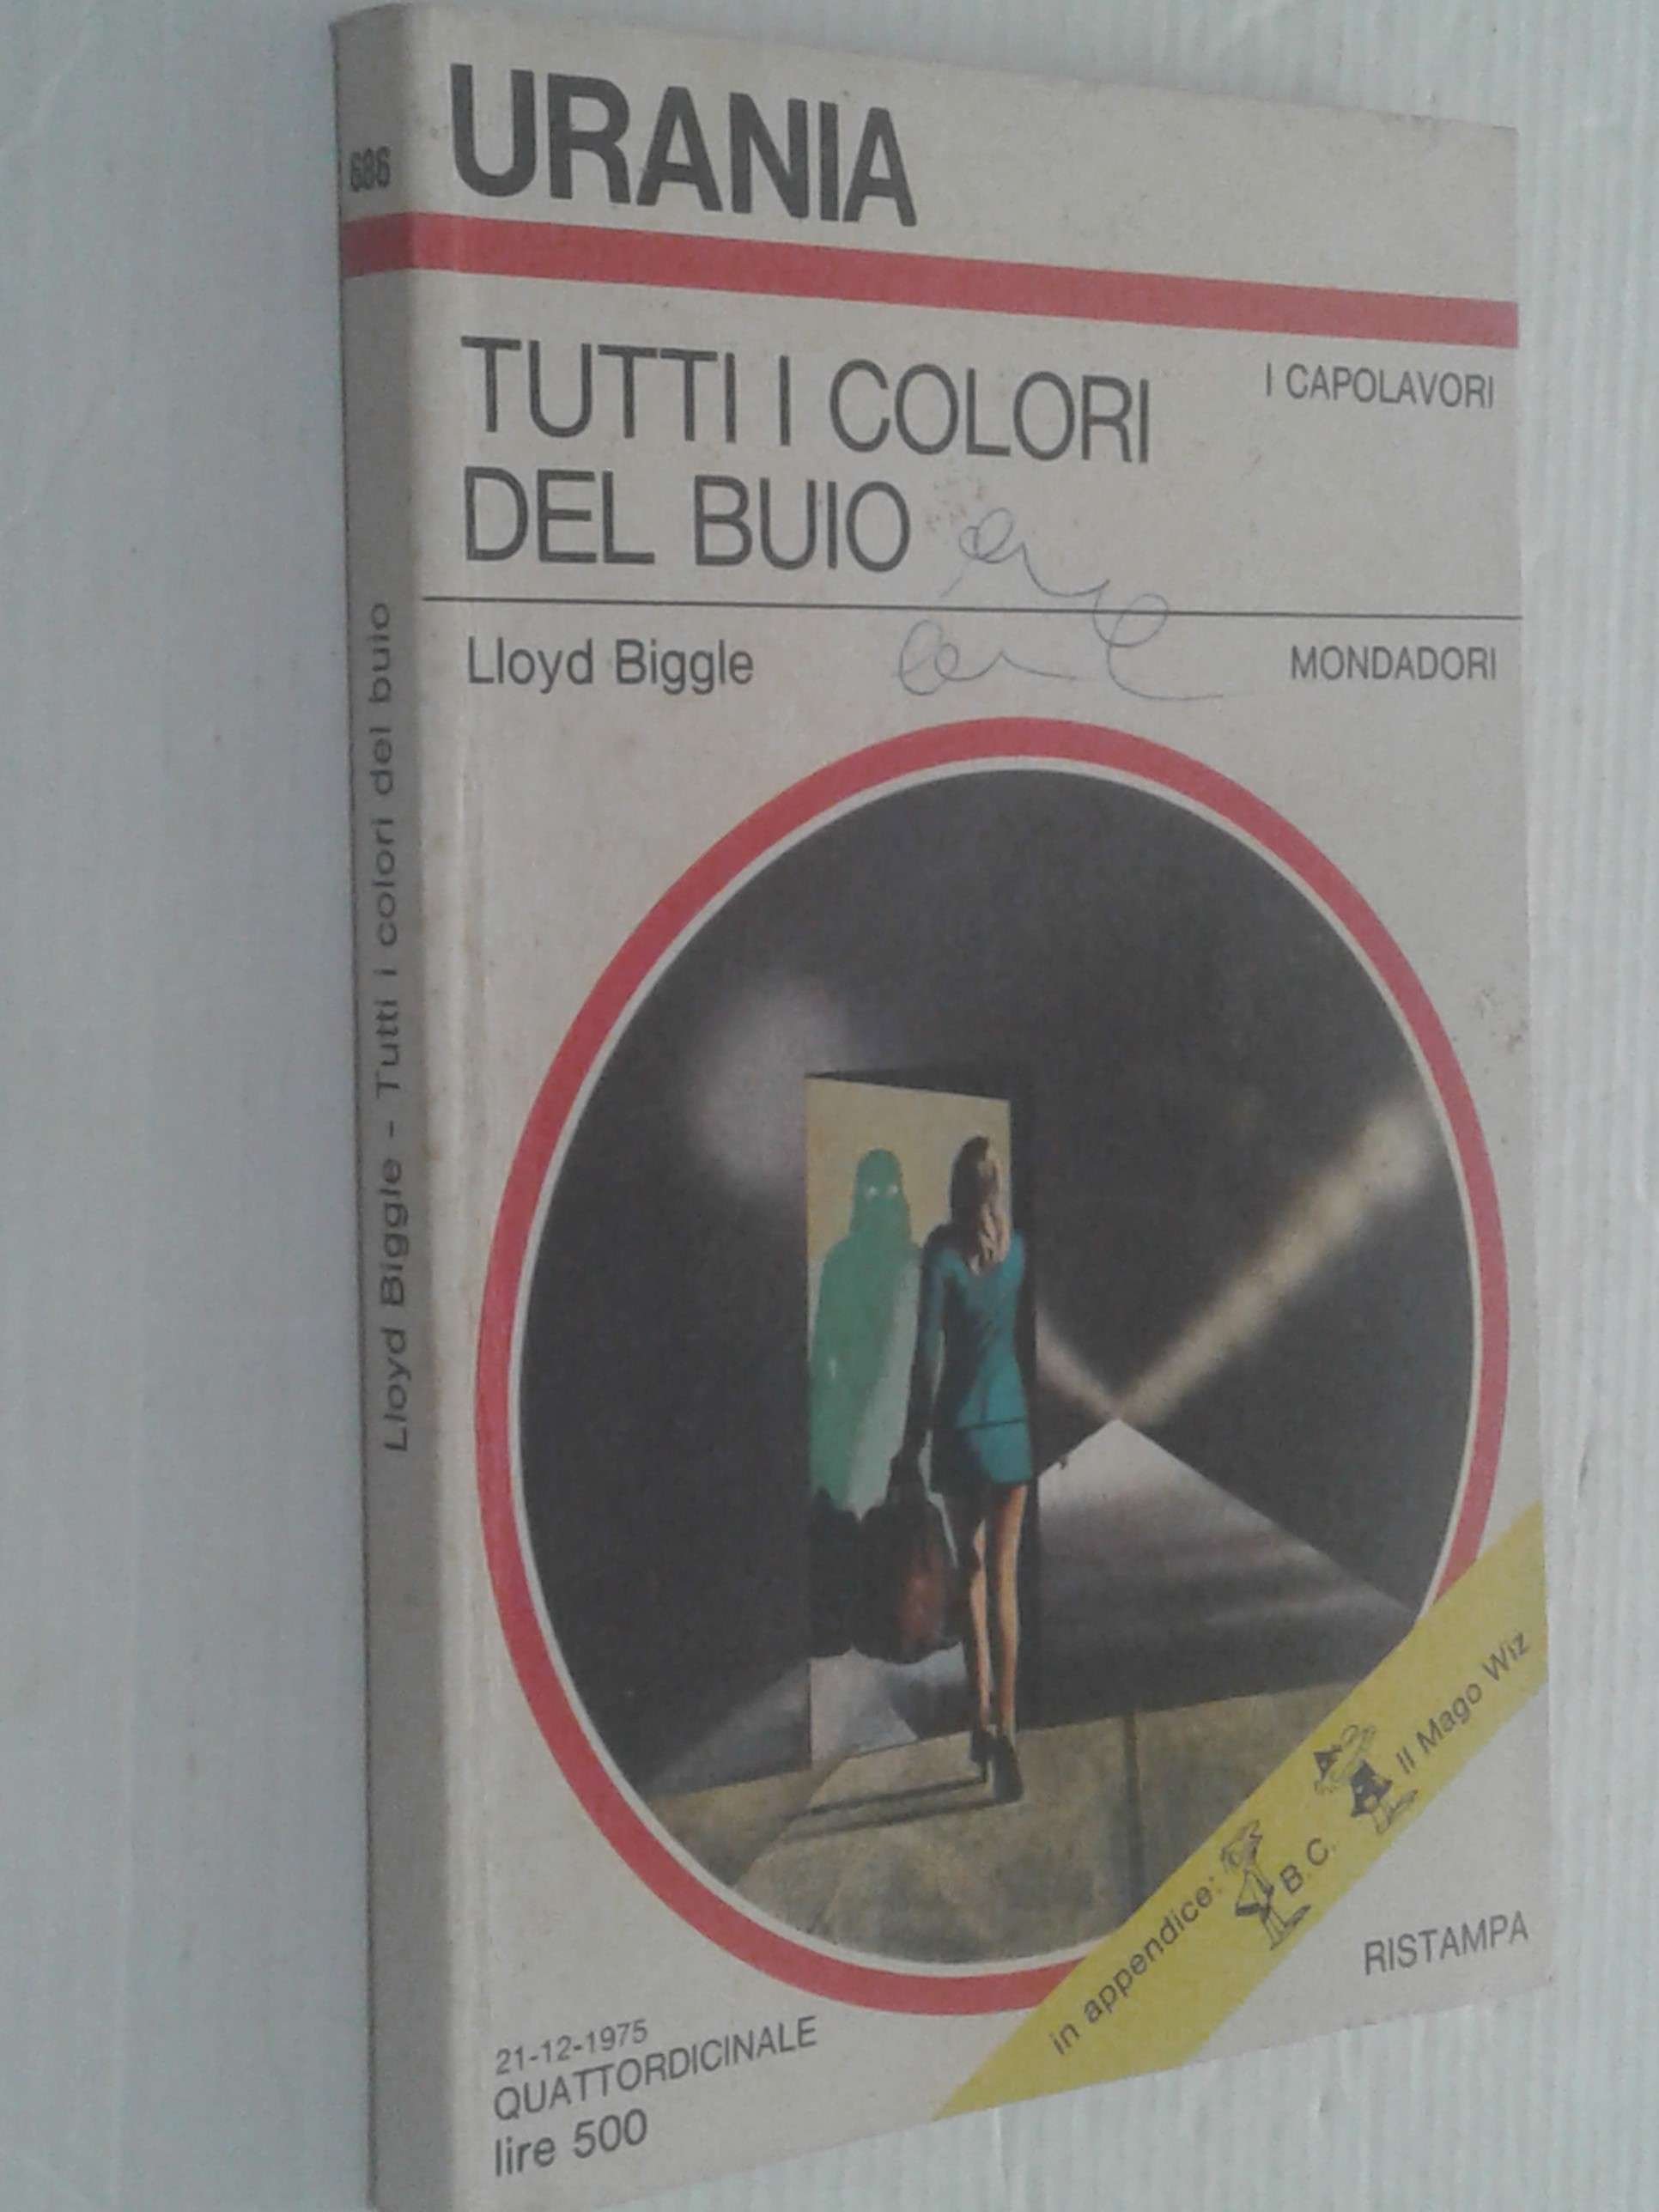 686
URANIA
I CAPOLAVORI
TUTTI I COLORI
DEL BUIO
Lloyd Biggle
MONDADORI
Lloyd Biggle - Tutti i colori del buio
in appendice: B.C. Il Mago Wiz
RISTAMPA
21-12-1975
QUATTORDICINALE
lire 500